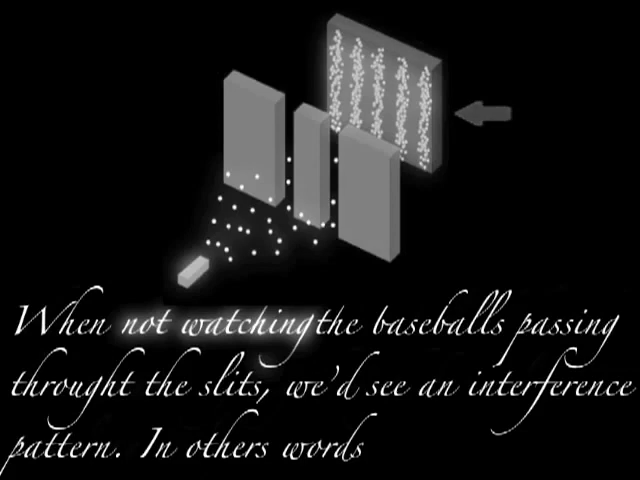 When not watching the baseballs passing
throught the slits, we'd see an interference
pattern. In others words